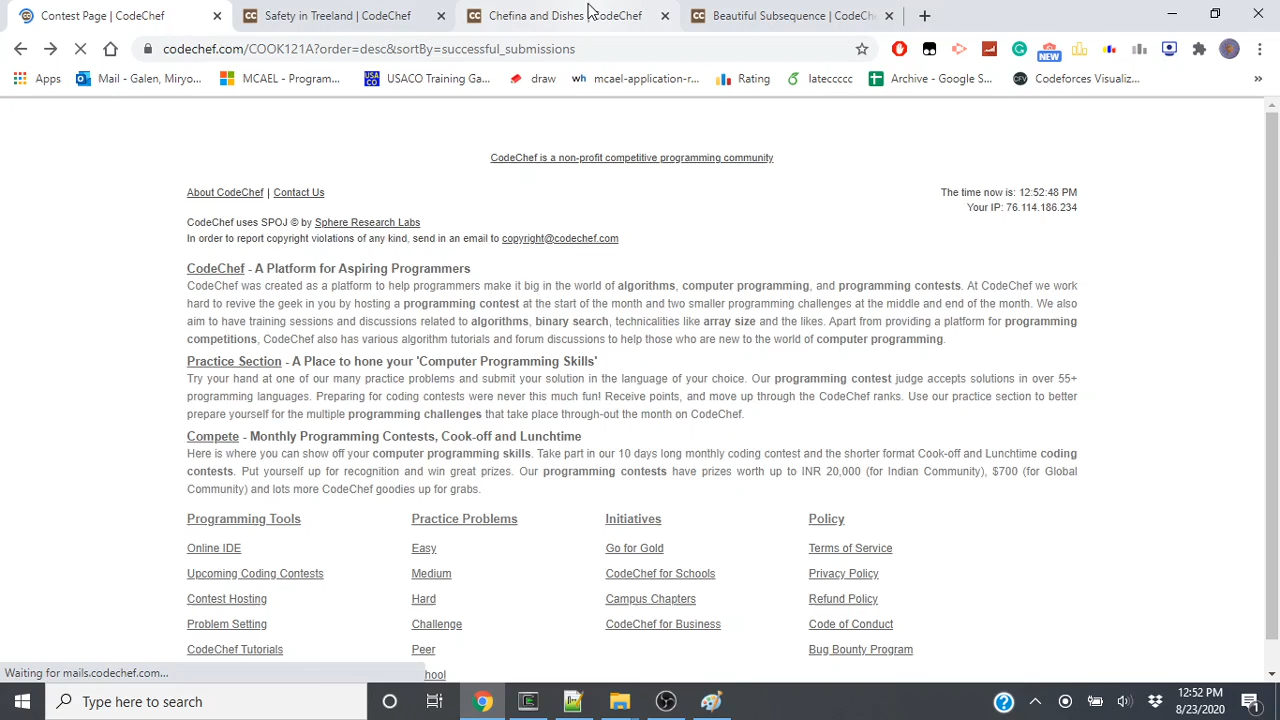 Contest Page | CodeChef
Safety in Treeland | CodeChef
Chefina and Dishes | CodeChef
Beautiful Subsequence | CodeChe
codechef.com/COOK121A?order=desc&sortBy=successful_submissions
NEW
Apps
Mail - Galen, Miryo...
MCAEL - Program...
USACO Training Ga...
draw
wh mcael-application-r...
Rating
lateccccc
Archive - Google S...
Codeforces Visualiz...
»
CodeChef is a non-profit competitive programming community
About CodeChef | Contact Us
The time now is: 12:52:48 PM
Your IP: 76.114.186.234
CodeChef uses SPOJ © by Sphere Research Labs
In order to report copyright violations of any kind, send in an email to copyright@codechef.com
CodeChef - A Platform for Aspiring Programmers
CodeChef was created as a platform to help programmers make it big in the world of algorithms, computer programming, and programming contests. At CodeChef we work
hard to revive the geek in you by hosting a programming contest at the start of the month and two smaller programming challenges at the middle and end of the month. We also
aim to have training sessions and discussions related to algorithms, binary search, technicalities like array size and the likes. Apart from providing a platform for programming
competitions, CodeChef also has various algorithm tutorials and forum discussions to help those who are new to the world of computer programming.
Practice Section - A Place to hone your 'Computer Programming Skills'
Try your hand at one of our many practice problems and submit your solution in the language of your choice. Our programming contest judge accepts solutions in over 55+
programming languages. Preparing for coding contests were never this much fun! Receive points, and move up through the CodeChef ranks. Use our practice section to better
prepare yourself for the multiple programming challenges that take place through-out the month on CodeChef.
Compete - Monthly Programming Contests, Cook-off and Lunchtime
Here is where you can show off your computer programming skills. Take part in our 10 days long monthly coding contest and the shorter format Cook-off and Lunchtime coding
contests. Put yourself up for recognition and win great prizes. Our programming contests have prizes worth up to INR 20,000 (for Indian Community), $700 (for Global
Community) and lots more CodeChef goodies up for grabs.
Programming Tools
Practice Problems
Initiatives
Policy
Online IDE
Easy
Go for Gold
Terms of Service
Upcoming Coding Contests
Medium
CodeChef for Schools
Privacy Policy
Contest Hosting
Hard
Campus Chapters
Refund Policy
Problem Setting
Challenge
CodeChef for Business
Code of Conduct
CodeChef Tutorials
Peer
Bug Bounty Program
hool
Waiting for mails.codechef.com...
Type here to search
12:52 PM
8/23/2020